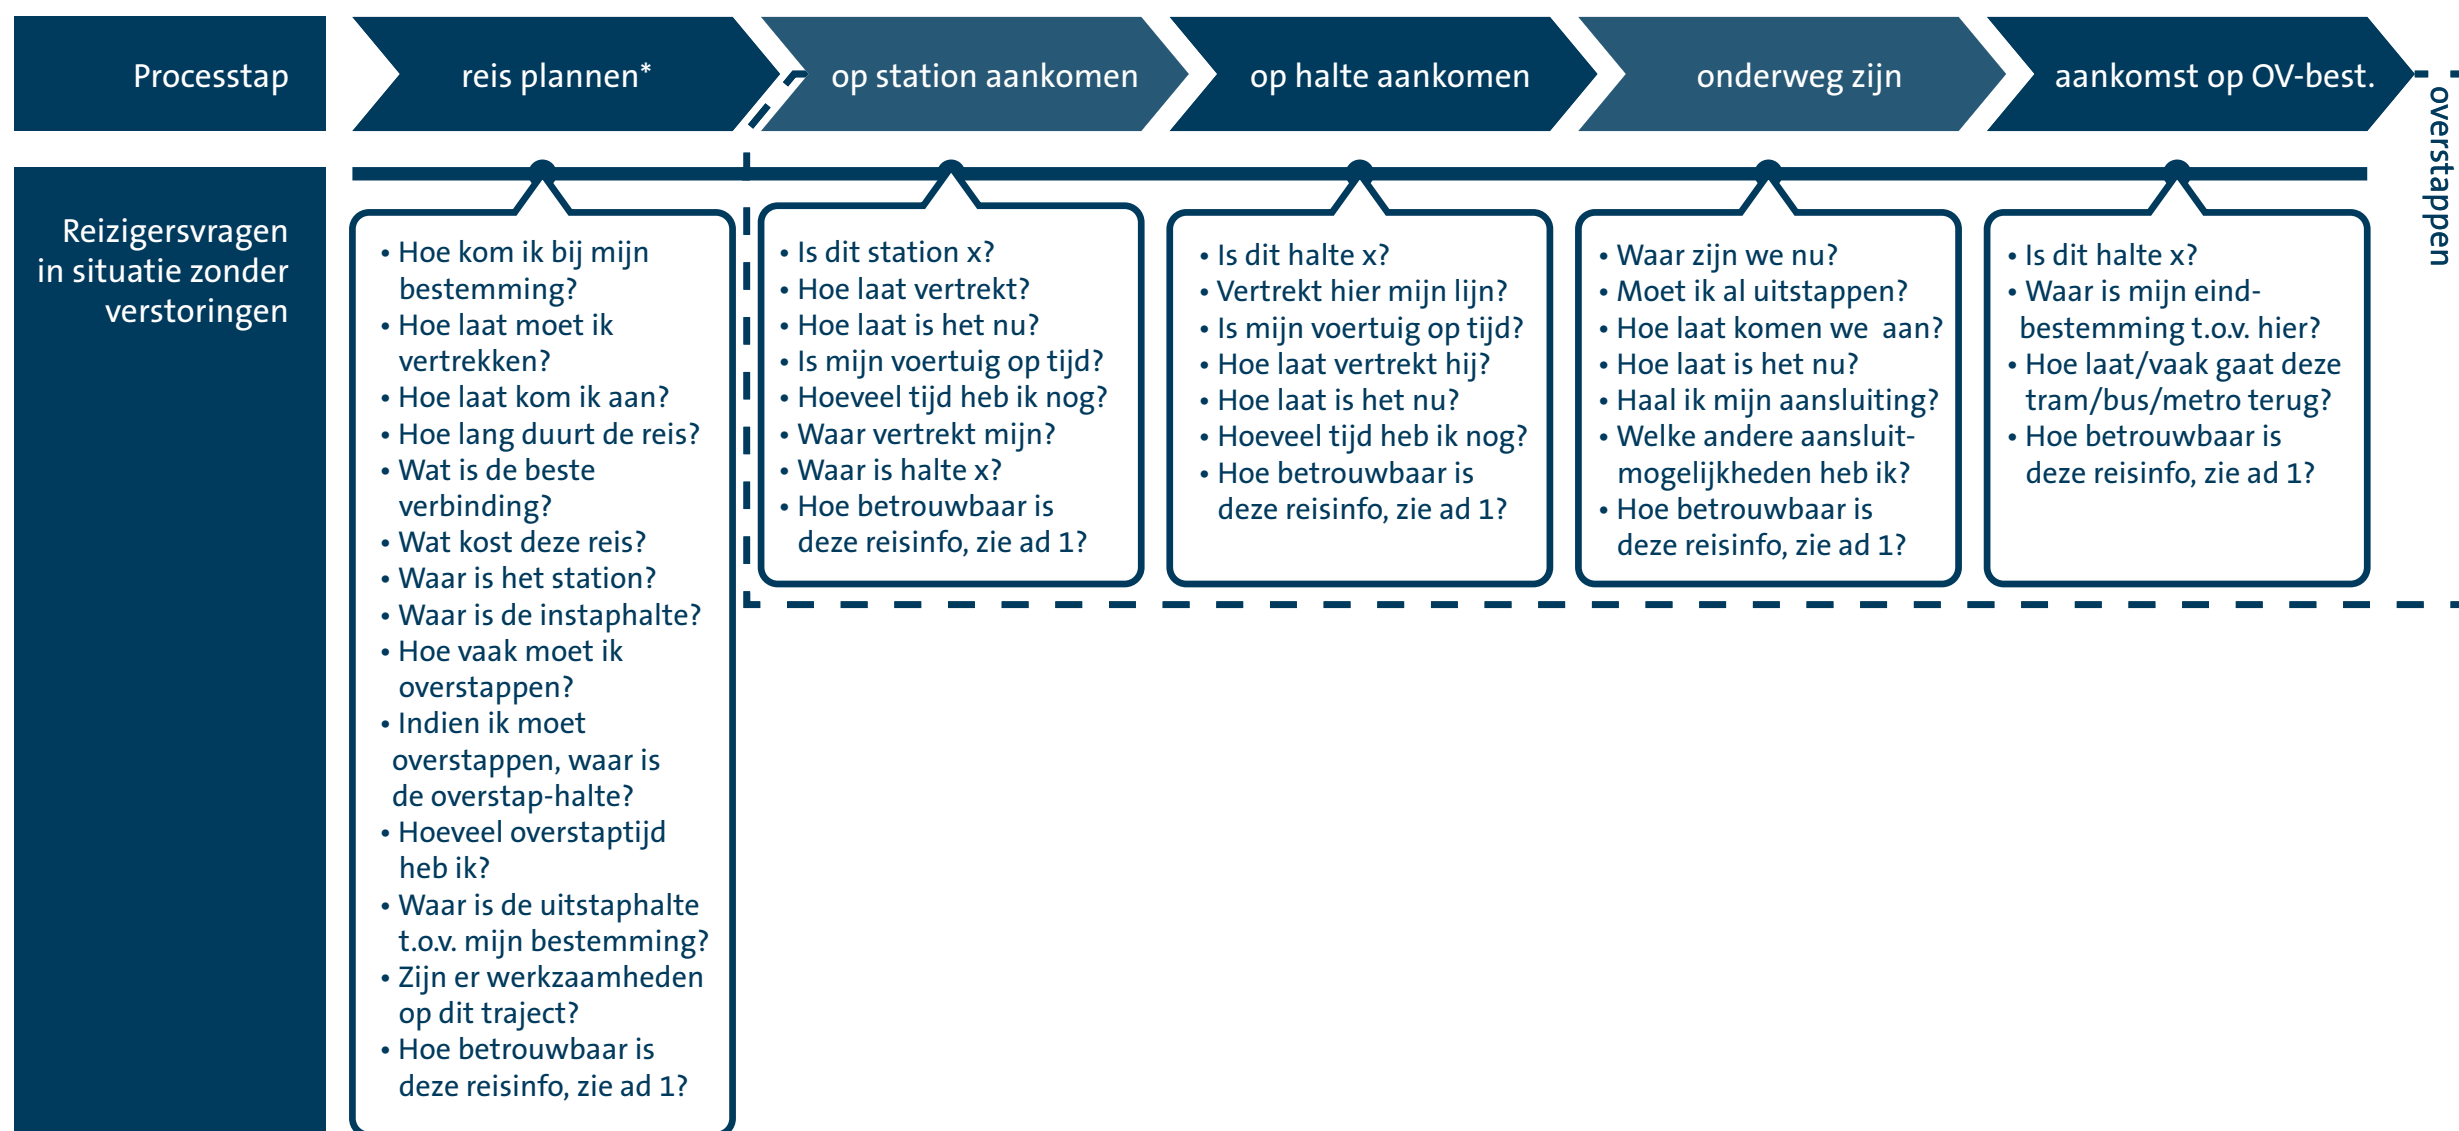 Processtap
reis plannen*
op station aankomen
op halte aankomen
onderweg zijn
aankomst op OV-best.
overstappen
Reizigersvragen
in situatie zonder
verstoringen
• Hoe kom ik bij mijn
bestemming?
• Hoe laat moet ik
vertrekken?
• Hoe laat kom ik aan?
• Hoe lang duurt de reis?
• Wat is de beste
verbinding?
• Wat kost deze reis?
• Waar is het station?
• Waar is de instaphalte?
• Hoe vaak moet ik
overstappen?
• Indien ik moet
overstappen, waar is
de overstap-halte?
• Hoeveel overstaptijd
heb ik?
• Waar is de uitstaphalte
t.o.v. mijn bestemming?
• Zijn er werkzaamheden
op dit traject?
• Hoe betrouwbaar is
deze reisinfo, zie ad 1?
• Is dit station x?
• Hoe laat vertrekt?
• Hoe laat is het nu?
• Is mijn voertuig op tijd?
• Hoeveel tijd heb ik nog?
• Waar vertrekt mijn?
• Waar is halte x?
• Hoe betrouwbaar is
deze reisinfo, zie ad 1?
• Is dit halte x?
• Vertrekt hier mijn lijn?
• Is mijn voertuig op tijd?
• Hoe laat vertrekt hij?
• Hoe laat is het nu?
• Hoeveel tijd heb ik nog?
• Hoe betrouwbaar is
deze reisinfo, zie ad 1?
• Waar zijn we nu?
• Moet ik al uitstappen?
• Hoe laat komen we aan?
• Hoe laat is het nu?
• Haal ik mijn aansluiting?
• Welke andere aansluit-
mogelijkheden heb ik?
• Hoe betrouwbaar is
deze reisinfo, zie ad 1?
• Is dit halte x?
• Waar is mijn eind-
bestemming t.o.v. hier?
• Hoe laat/vaak gaat deze
tram/bus/metro terug?
• Hoe betrouwbaar is
deze reisinfo, zie ad 1?